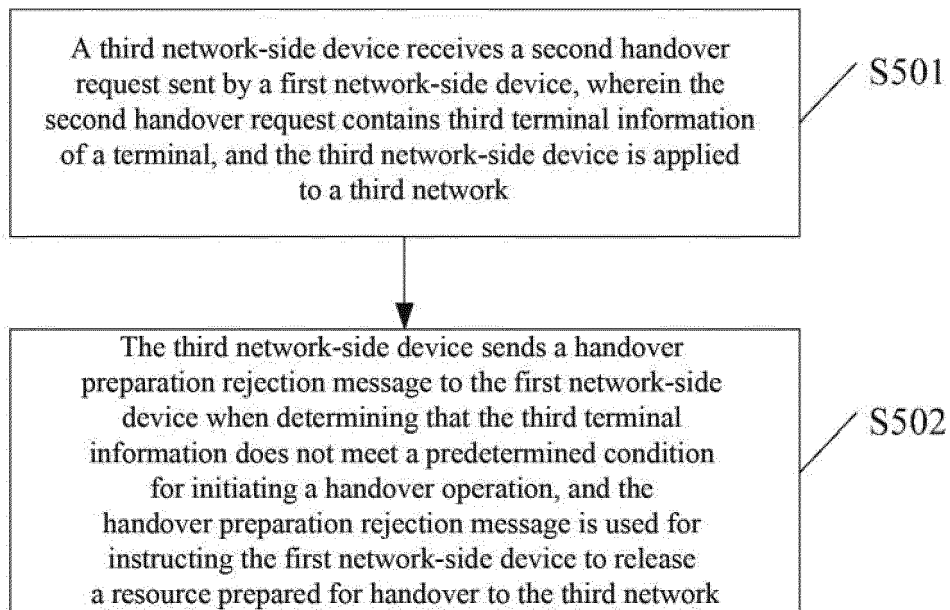 A third network-side device receives a second handover
request sent by a first network-side device, wherein the
second handover request contains third terminal information
of a terminal, and the third network-side device is applied
to a third network
S501
The third network-side device sends a handover
preparation rejection message to the first network-side
device when determining that the third terminal
information does not meet a predetermined condition
for initiating a handover operation, and the
handover preparation rejection message is used for
instructing the first network-side device to release
a resource prepared for handover to the third network
S502